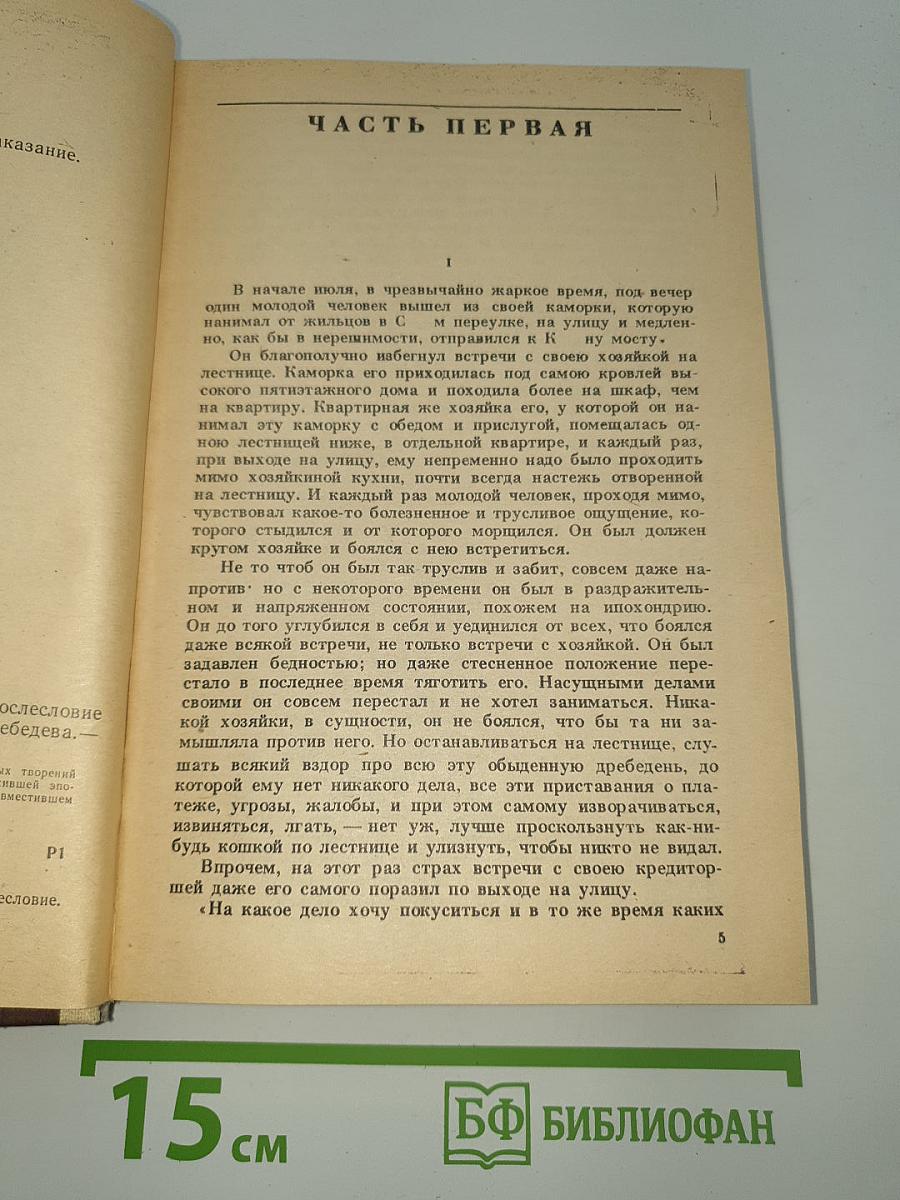 аказание.
ослесловие
ебедева.—
ых творений
ившей эпо-
вместившем
Р1
есловие.
ЧАСТЬ ПЕРВАЯ
I
В начале июля, в чрезвычайно жаркое время, под вечер
один молодой человек вышел из своей каморки, которую
нанимал от жильцов в С м переулке, на улицу и медлен-
но, как бы в нерешимости, отправился к К ну мосту.
Он благополучно избегнул встречи с своею хозяйкой на
лестнице. Каморка его приходилась под самою кровлей вы-
сокого пятиэтажного дома и походила более на шкаф, чем
на квартиру. Квартирная же хозяйка его, у которой он на-
нимал эту каморку с обедом и прислугой, помещалась од-
ною лестницей ниже, в отдельной квартире, и каждый раз,
при выходе на улицу, ему непременно надо было проходить
мимо хозяйкиной кухни, почти всегда настежь отворенной
на лестницу. И каждый раз молодой человек, проходя мимо,
чувствовал какое-то болезненное и трусливое ощущение, ко-
торого стыдился и от которого морщился. Он был должен
кругом хозяйке и боялся с нею встретиться.
Не то чтоб он был так труслив и забит, совсем даже на-
против· но с некоторого времени он был в раздражитель-
ном и напряженном состоянии, похожем на ипохондрию.
Он до того углубился в себя и уединился от всех, что боялся
даже всякой встречи, не только встречи с хозяйкой. Он был
задавлен бедностью; но даже стесненное положение пере-
стало в последнее время тяготить его. Насущными делами
своими он совсем перестал и не хотел заниматься. Ника-
кой хозяйки, в сущности, он не боялся, что бы та ни за-
мышляла против него. Но останавливаться на лестнице, слу-
шать всякий вздор про всю эту обыденную дребедень, до
которой ему нет никакого дела, все эти приставания о пла-
теже, угрозы, жалобы, и при этом самому изворачиваться,
извиняться, лгать, — нет уж, лучше проскользнуть как-ни-
будь кошкой по лестнице и улизнуть, чтобы никто не видал.
Впрочем, на этот раз страх встречи с своею кредитор-
шей даже его самого поразил по выходе на улицу.
«На какое дело хочу покуситься и в то же время каких
5
15 см
БФ БИБЛИОФАН